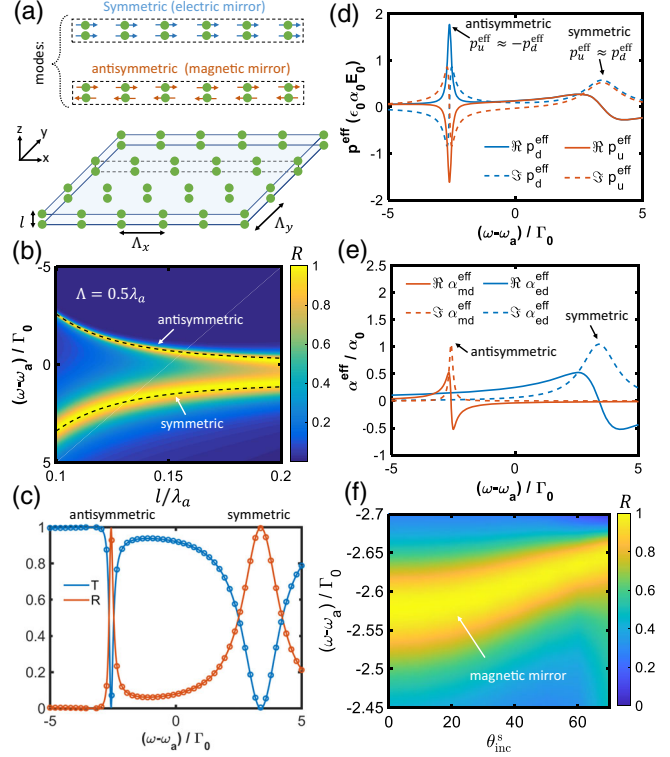 (a)
Symmetric (electric mirror)
modes:
antisymmetric (magnetic mirror)
z
y
x
l
Λx
Λy
(b)
R
Λ = 0.5λa
antisymmetric
symmetric
(ω-ωa) / Γ0
-5
0
5
0.1
0.15
0.2
l/λa
1
0.8
0.6
0.4
0.2
(c)
antisymmetric
symmetric
1
0.8
0.6
0.4
0.2
0
T
R
-5
0
5
(ω-ωa) / Γ0
(d)
2
1
0
-1
-2
p^eff (ϵ0α0E0)
antisymmetric
p_u^eff ≈ −p_d^eff
symmetric
p_u^eff ≈ p_d^eff
ℜ p_d^eff
ℜ p_u^eff
ℑ p_d^eff
ℑ p_u^eff
-5
0
5
(ω-ωa) / Γ0
(e)
2.5
2
1.5
1
0.5
0
-0.5
-1
α^eff / α0
ℜ α_md^eff
ℜ α_ed^eff
ℑ α_md^eff
ℑ α_ed^eff
symmetric
antisymmetric
-5
0
5
(ω-ωa) / Γ0
(f)
R
-2.7
-2.65
-2.6
-2.55
-2.5
-2.45
(ω-ωa) / Γ0
magnetic
mirror
0
20
40
60
θ_inc^s
1
0.8
0.6
0.4
0.2
0